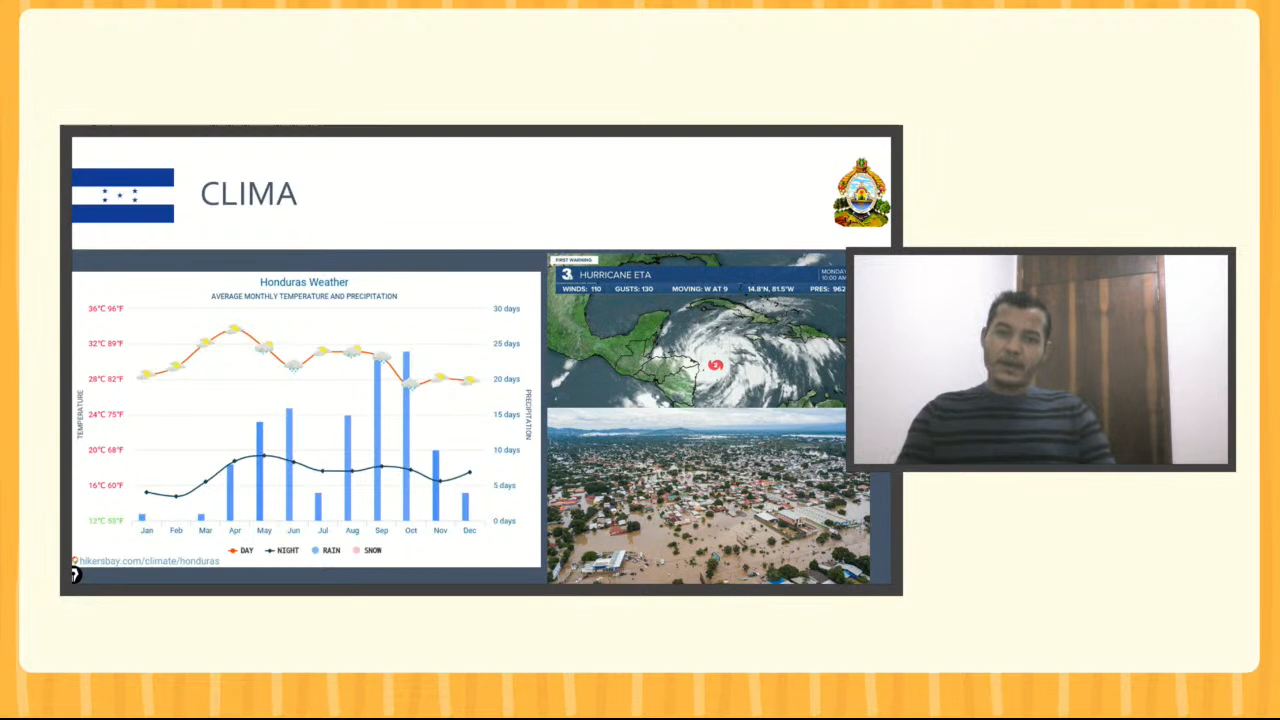 CLIMA
Honduras Weather
AVERAGE MONTHLY TEMPERATURE AND PRECIPITATION
36℃ 96℉
32℃ 89℉
28℃ 82℉
24℃ 75℉
20℃ 68℉
16℃ 60℉
12℃ 53℉
TEMPERATURE
30 days
25 days
20 days
15 days
10 days
5 days
0 days
PRECIPITATION
Jan Feb Mar Apr May Jun Jul Aug Sep Oct Nov Dec
DAY NIGHT RAIN SNOW
hikersbay.com/climate/honduras
FIRST WARNING
3 HURRICANE ETA
MONDAY
10:00 AM
WINDS: 110 GUSTS: 130 MOVING: W AT 9 14.8°N, 81.5°W PRES: 962